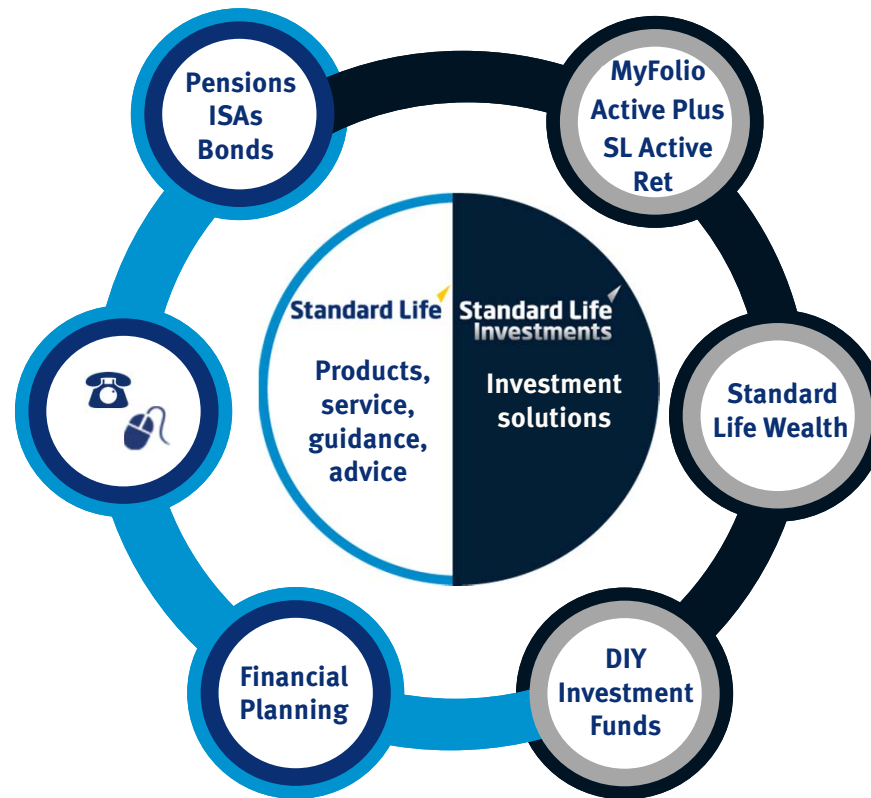 Pensions
ISAs
Bonds
MyFolio
Active Plus
SL Active
Ret
Standard Life
Products,
service,
guidance,
advice
Standard Life
Investments
Investment
solutions
Standard
Life Wealth
Financial
Planning
DIY
Investment
Funds